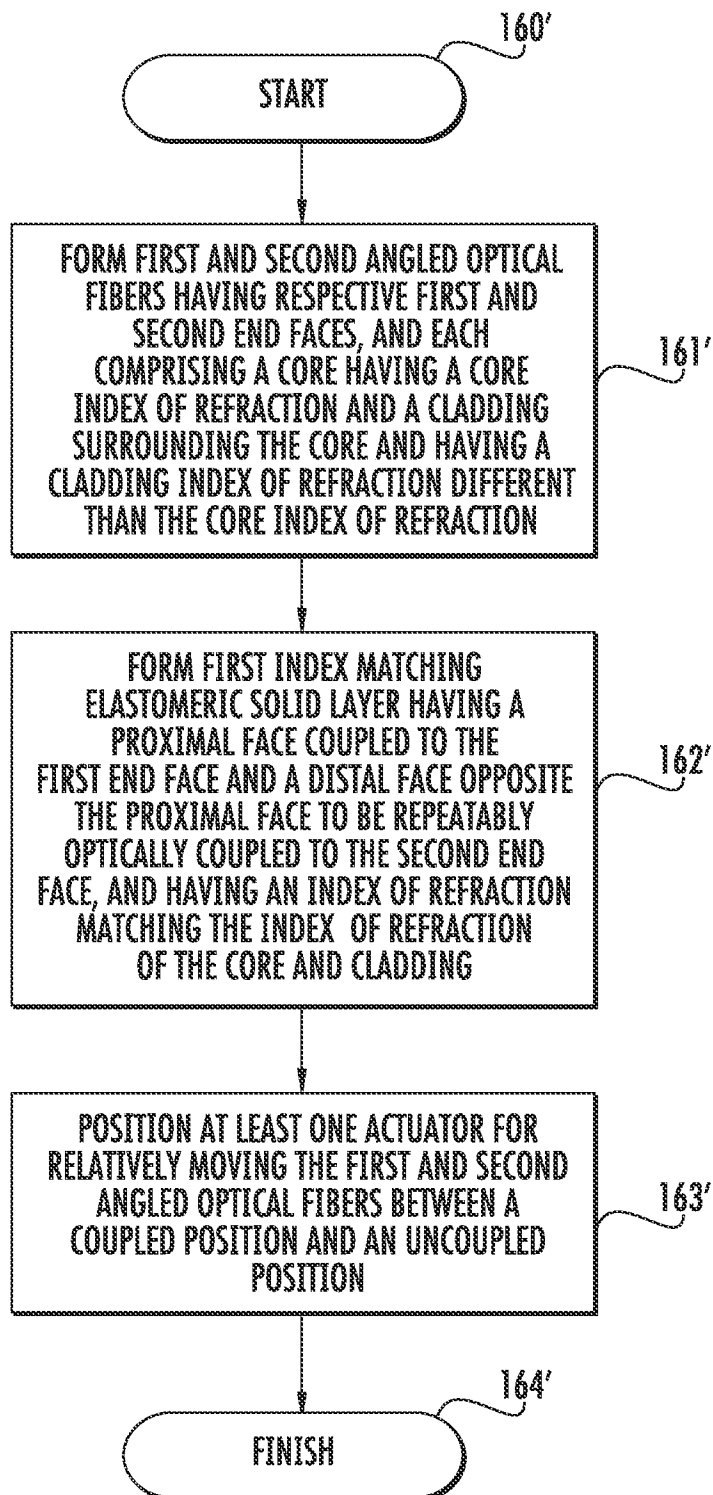 160'
START
FORM FIRST AND SECOND ANGLED OPTICAL
FIBERS HAVING RESPECTIVE FIRST AND
SECOND END FACES, AND EACH
COMPRISING A CORE HAVING A CORE
INDEX OF REFRACTION AND A CLADDING
SURROUNDING THE CORE AND HAVING A
CLADDING INDEX OF REFRACTION DIFFERENT
THAN THE CORE INDEX OF REFRACTION
161'
FORM FIRST INDEX MATCHING
ELASTOMERIC SOLID LAYER HAVING A
PROXIMAL FACE COUPLED TO THE
FIRST END FACE AND A DISTAL FACE OPPOSITE
THE PROXIMAL FACE TO BE REPEATABLY
OPTICALLY COUPLED TO THE SECOND END
FACE, AND HAVING AN INDEX OF REFRACTION
MATCHING THE INDEX OF REFRACTION
OF THE CORE AND CLADDING
162'
POSITION AT LEAST ONE ACTUATOR FOR
RELATIVELY MOVING THE FIRST AND SECOND
ANGLED OPTICAL FIBERS BETWEEN A
COUPLED POSITION AND AN UNCOUPLED
POSITION
163'
164'
FINISH